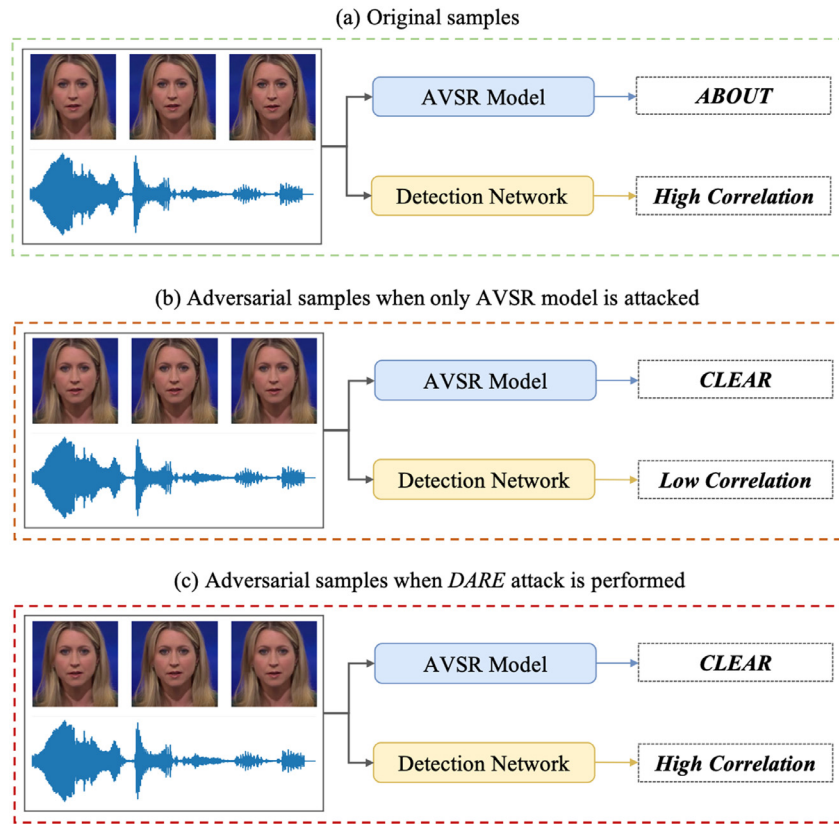 (a) Original samples
AVSR Model
ABOUT
Detection Network
High Correlation
(b) Adversarial samples when only AVSR model is attacked
AVSR Model
CLEAR
Detection Network
Low Correlation
(c) Adversarial samples when DARE attack is performed
AVSR Model
CLEAR
Detection Network
High Correlation